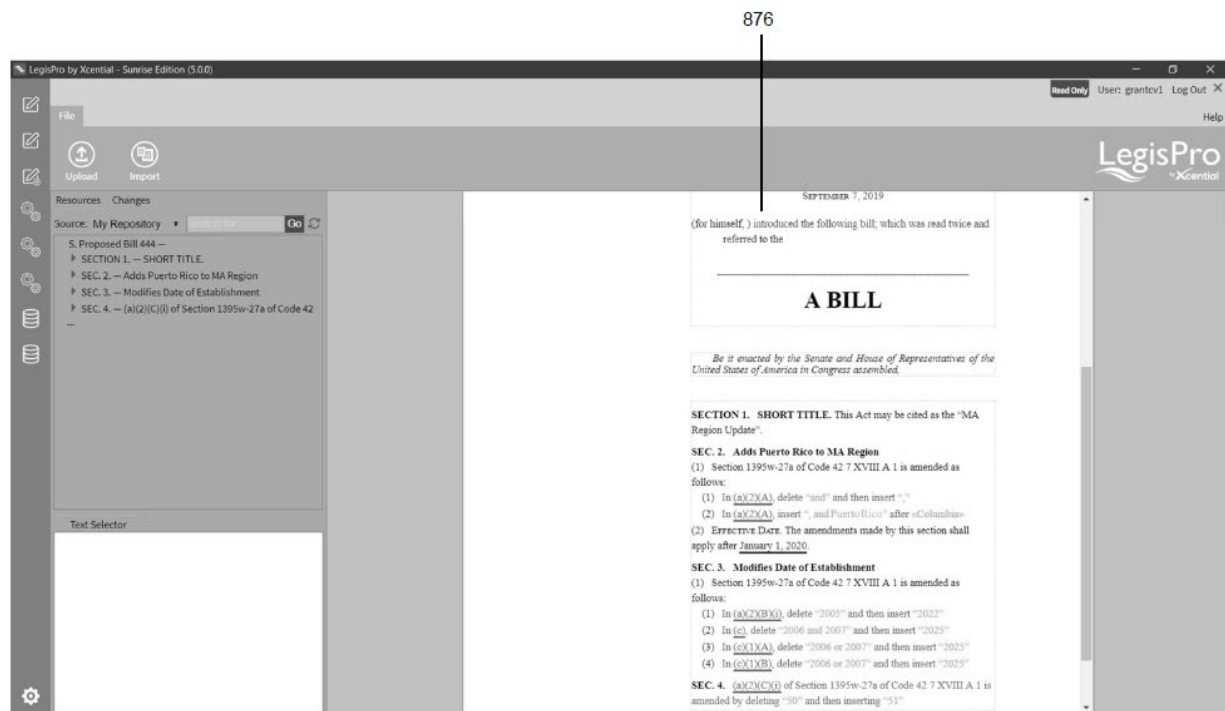 876
LegisPro by Xcential - Sunrise Edition (5.0.0)
Read Only User: grantcv1 Log Out
File
Help
Upload Import
LegisPro
by Xcential
Resources Changes
Source: My Repository
Go
S. Proposed Bill 444 —
SECTION 1. — SHORT TITLE.
SEC. 2. — Adds Puerto Rico to MA Region
SEC. 3. — Modifies Date of Establishment
SEC. 4. — (a)(2)(C)(i) of Section 1395w-27a of Code 42
...
Text Selector
SEPTEMBER 7, 2019
(for himself, ) introduced the following bill; which was read twice and
referred to the
A BILL
Be it enacted by the Senate and House of Representatives of the
United States of America in Congress assembled,
SECTION 1. SHORT TITLE. This Act may be cited as the “MA
Region Update”.
SEC. 2. Adds Puerto Rico to MA Region
(1) Section 1395w-27a of Code 42 7 XVIII A 1 is amended as
follows:
(1) In (a)(2)(A), delete “and” and then insert “,”
(2) In (a)(2)(A), insert “, and Puerto Rico” after «Columbia»
(2) EFFECTIVE DATE. The amendments made by this section shall
apply after January 1, 2020.
SEC. 3. Modifies Date of Establishment
(1) Section 1395w-27a of Code 42 7 XVIII A 1 is amended as
follows:
(1) In (a)(2)(B)(i), delete “2005” and then insert “2022”
(2) In (c), delete “2006 and 2007” and then insert “2025”
(3) In (c)(1)(A), delete “2006 or 2007” and then insert “2025”
(4) In (c)(1)(B), delete “2006 or 2007” and then insert “2025”
SEC. 4. (a)(2)(C)(i) of Section 1395w-27a of Code 42 7 XVIII A 1 is
amended by deleting “50” and then inserting “51”